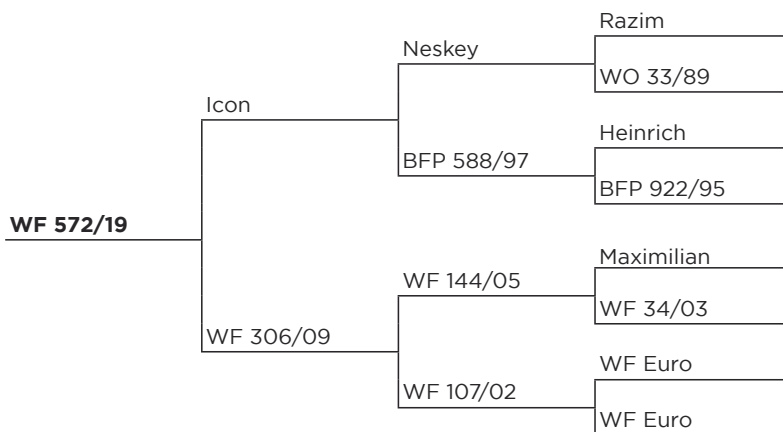 Razim
Neskey
WO 33/89
Icon
Heinrich
BFP 588/97
BFP 922/95
WF 572/19
Maximilian
WF 144/05
WF 34/03
WF 306/09
WF Euro
WF 107/02
WF Euro